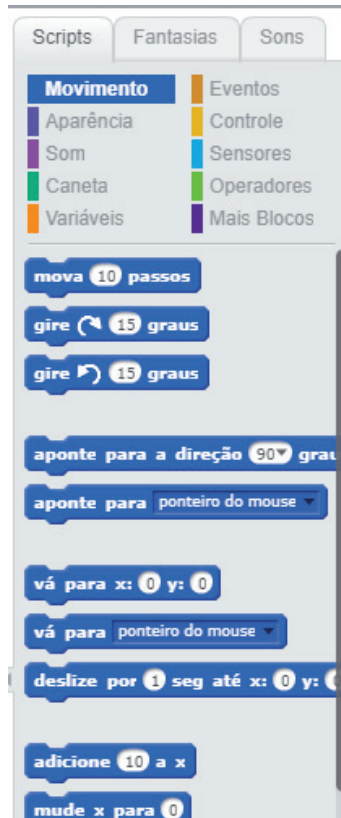 Scripts Fantasias Sons
Movimento Eventos
Aparência Controle
Som Sensores
Caneta Operadores
Variáveis Mais Blocos
mova 10 passos
gire 15 graus
gire 15 graus
aponte para a direção 90 grau
aponte para ponteiro do mouse
vá para x: 0 y: 0
vá para ponteiro do mouse
deslize por 1 seg até x: 0 y:
adicione 10 a x
mude x para 0